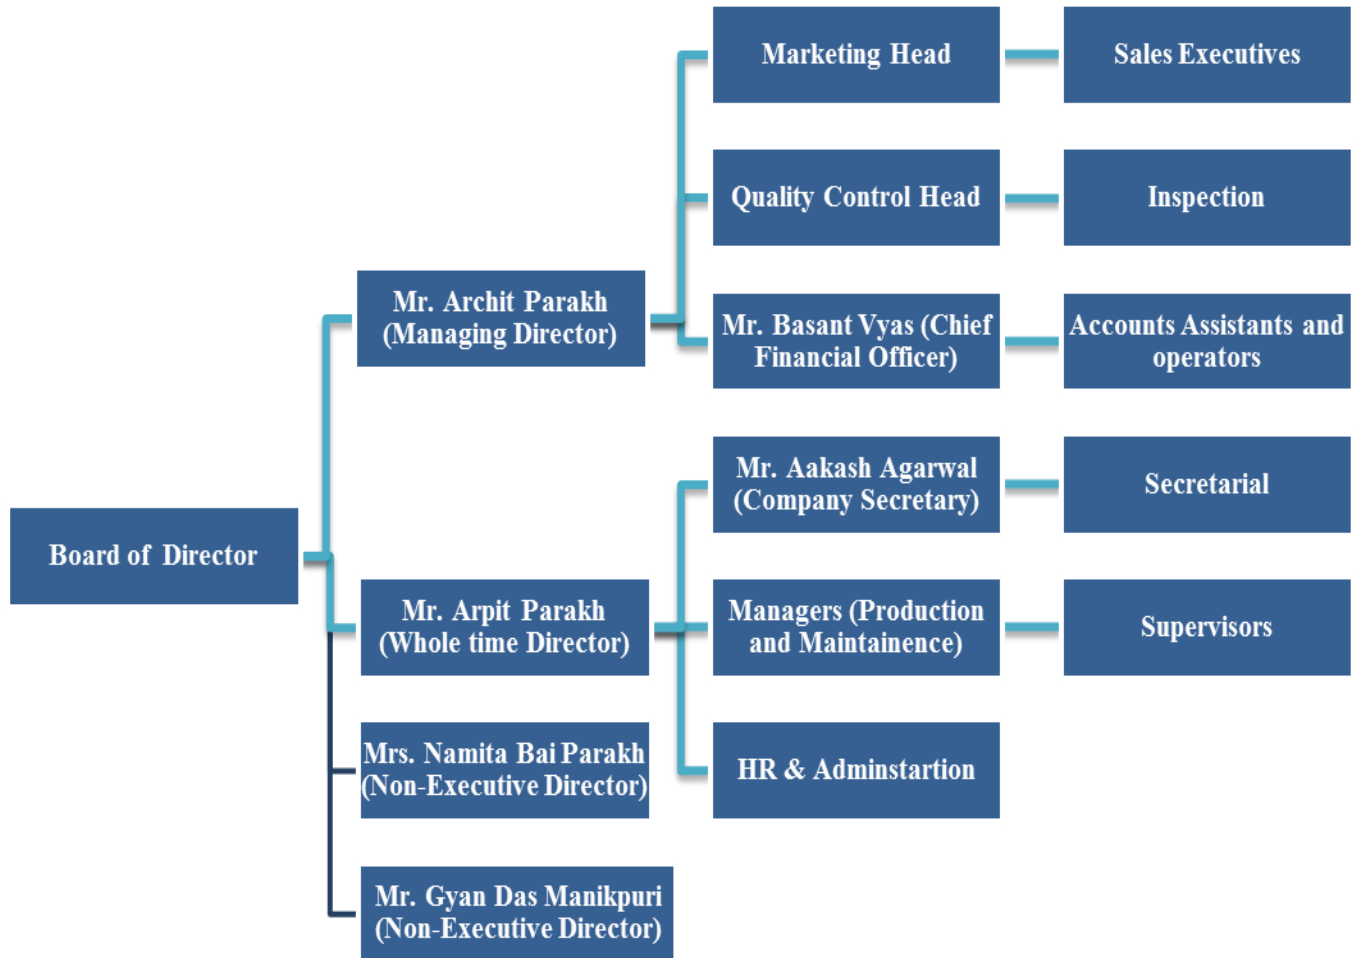 Marketing Head
Sales Executives
Quality Control Head
Inspection
Mr. Archit Parakh
(Managing Director)
Mr. Basant Vyas (Chief
Financial Officer)
Accounts Assistants and
operators
Mr. Aakash Agarwal
(Company Secretary)
Secretarial
Board of Director
Mr. Arpit Parakh
(Whole time Director)
Managers (Production
and Maintainence)
Supervisors
Mrs. Namita Bai Parakh
(Non-Executive Director)
HR & Adminstartion
Mr. Gyan Das Manikpuri
(Non-Executive Director)